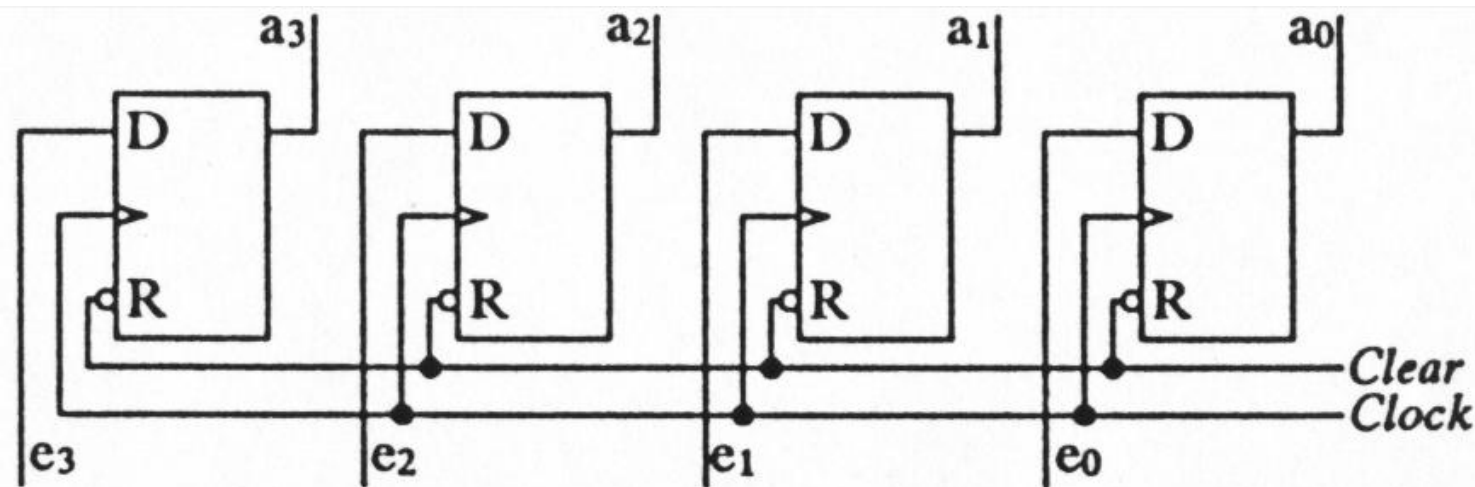 a3 a2 a1 a0
D D D D
R R R R
Clear
Clock
e3 e2 e1 e0